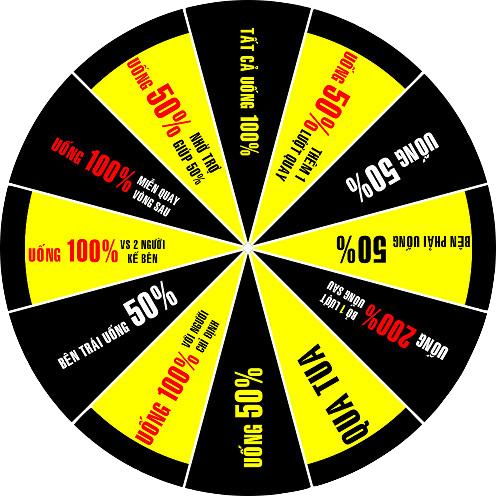 TẤT CẢ UỐNG 100%
UỐNG 50%
THÊM 1
LƯỢT QUAY
UỐNG 50%
BÊN PHẢI UỐNG
50%
UỐNG 200%
BỎ 1 LƯỢT
UỐNG SAU
QUA TUA
UỐNG 50%
UỐNG 100%
VỚI NGƯỜI
CHỈ ĐỊNH
BÊN TRÁI UỐNG 50%
UỐNG 100%
VS 2 NGƯỜI
KẾ BÊN
UỐNG 100%
MIỄN QUAY
VÒNG SAU
UỐNG 50%
NHỜ TRỢ
GIÚP 50%